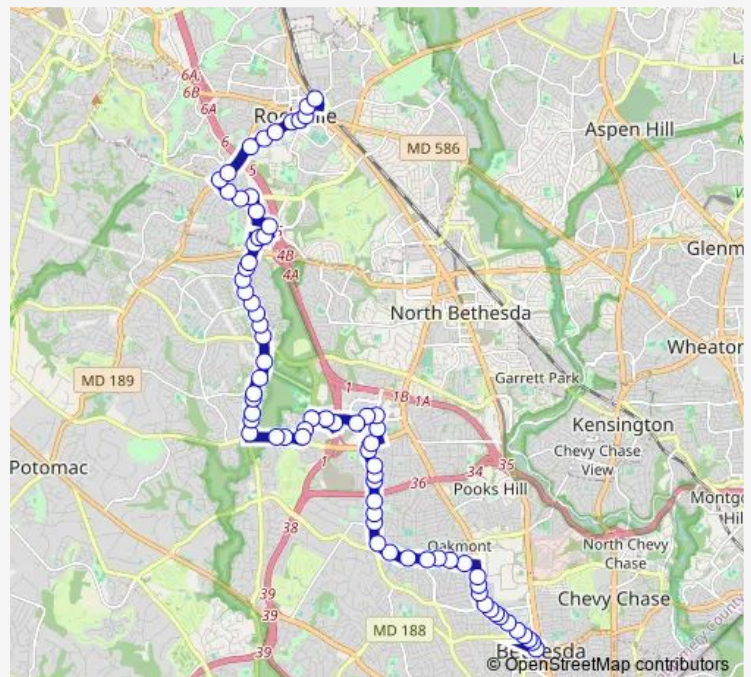 6A
6B
6A
Rockville
MD 586
Aspen Hill
6
5
Glenm
4B
4A
North Bethesda
Wheaton
MD 189
Garrett Park
1
1B 1A
Kensington
Chevy Chase
View
Potomac
1
35
34
36
Pooks Hill
Montgo
Hil
38
Oakmont
North Chevy
Chase
39
Chevy Chase
39
MD 188
39
Bethesda
© OpenStreetMap contributors